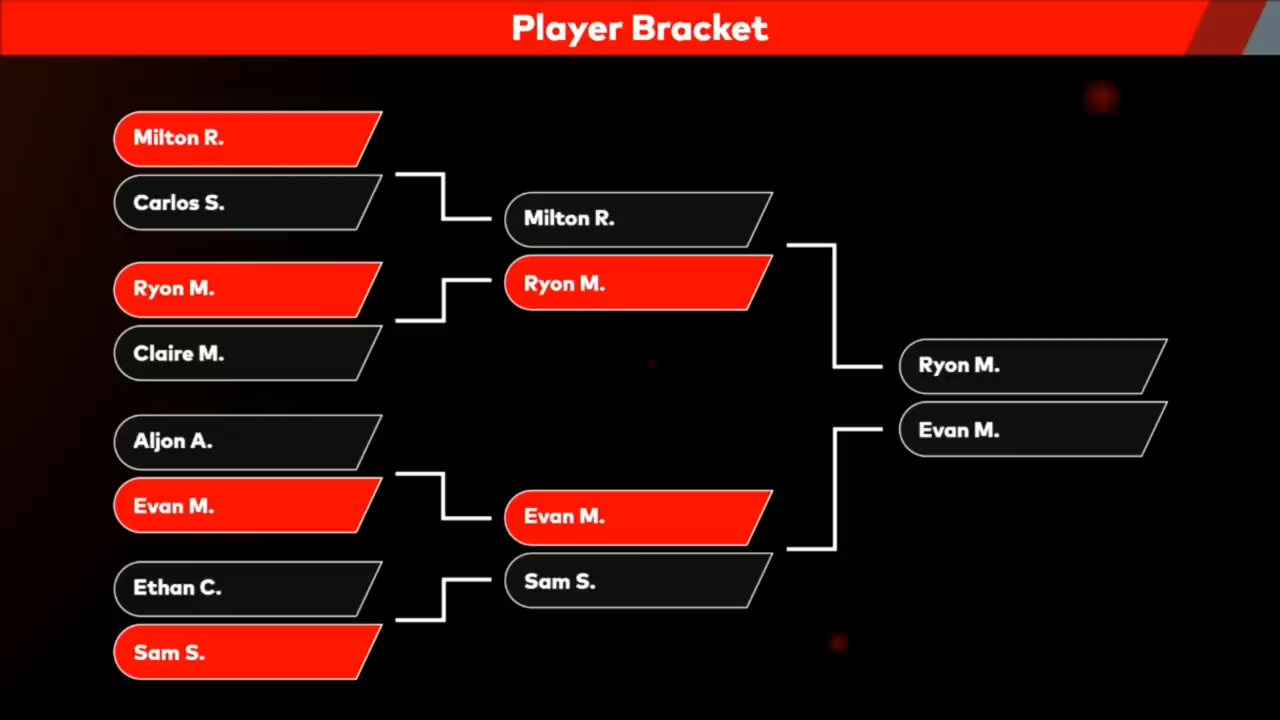 Player Bracket
Milton R.
Carlos S.
Ryon M.
Claire M.
Aljon A.
Evan M.
Ethan C.
Sam S.
Milton R.
Ryon M.
Evan M.
Sam S.
Ryon M.
Evan M.